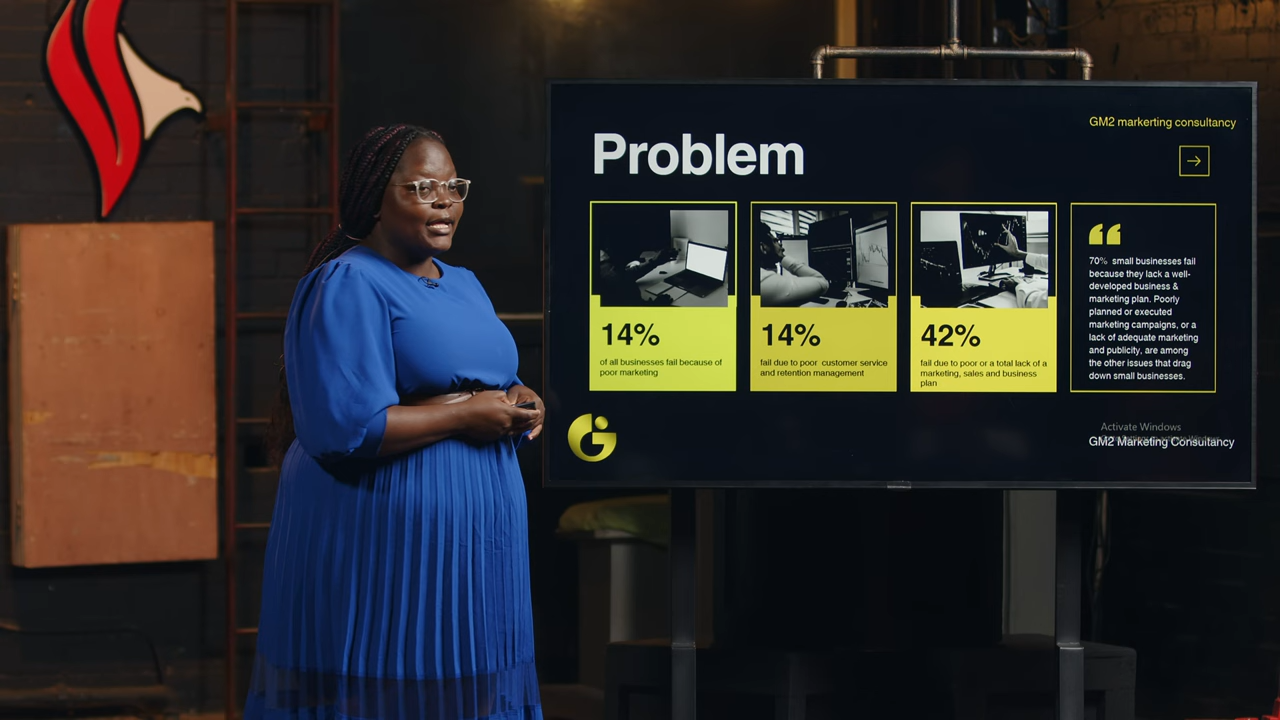 GM2 markerting consultancy
Problem
14%
of all businesses fail because of
poor marketing
14%
fail due to poor customer service
and retention management
42%
fail due to poor or a total lack of a
marketing, sales and business
plan
70% small businesses fail
because they lack a well-
developed business &
marketing plan. Poorly
planned or executed
marketing campaigns, or a
lack of adequate marketing
and publicity, are among
the other issues that drag
down small businesses.
Activate Windows
GM2 Marketing Consultancy